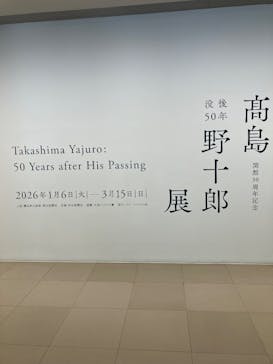 髙島
野十郎
展
没後
50年
開館30周年記念
Takashima Yajuro:
50 Years after His Passing
2026年1月6日[火]—3月15日[日]